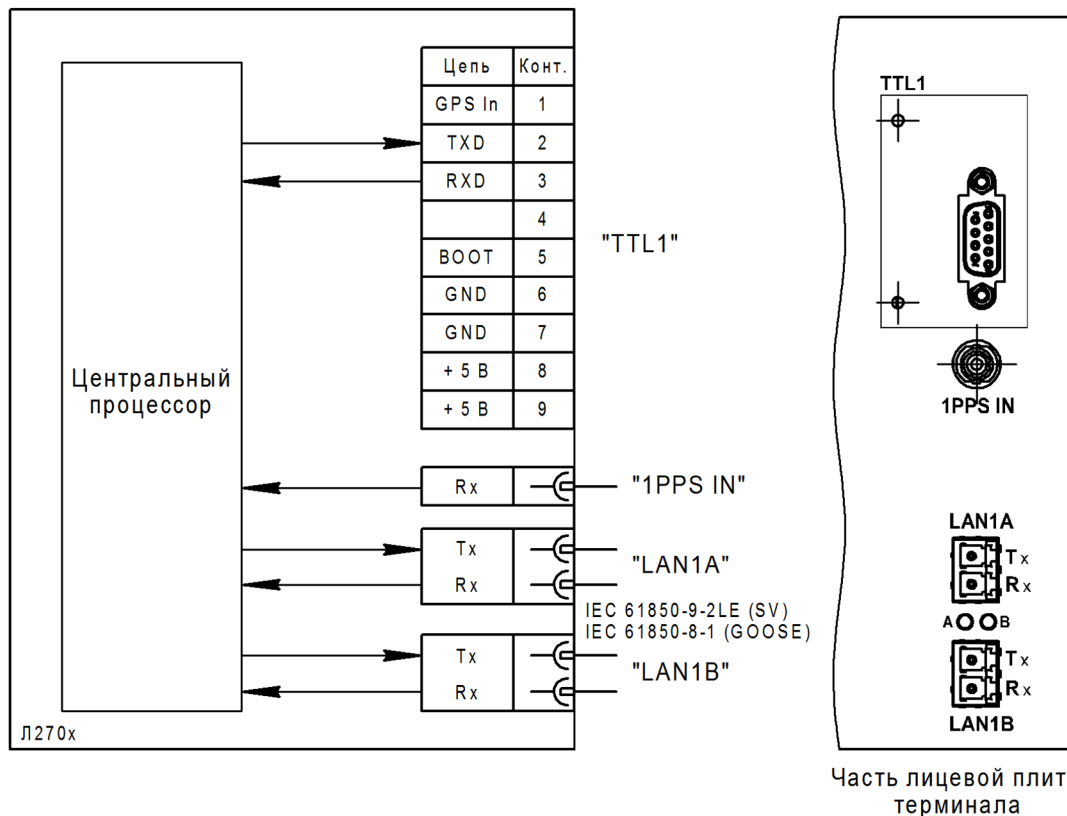 Цепь Конт.
GPS In 1
TXD 2
RXD 3
4
BOOT 5
GND 6
GND 7
+ 5 В 8
+ 5 В 9
"TTL1"
Центральный
процессор
Rx "1PPS IN"
Tx
Rx
"LAN1A"
IEC 61850-9-2LE (SV)
IEC 61850-8-1 (GOOSE)
Tx
Rx
"LAN1B"
Л270х
TTL1
1PPS IN
LAN1A
Tx
Rx
A B
Tx
Rx
LAN1B
Часть лицевой плит
терминала